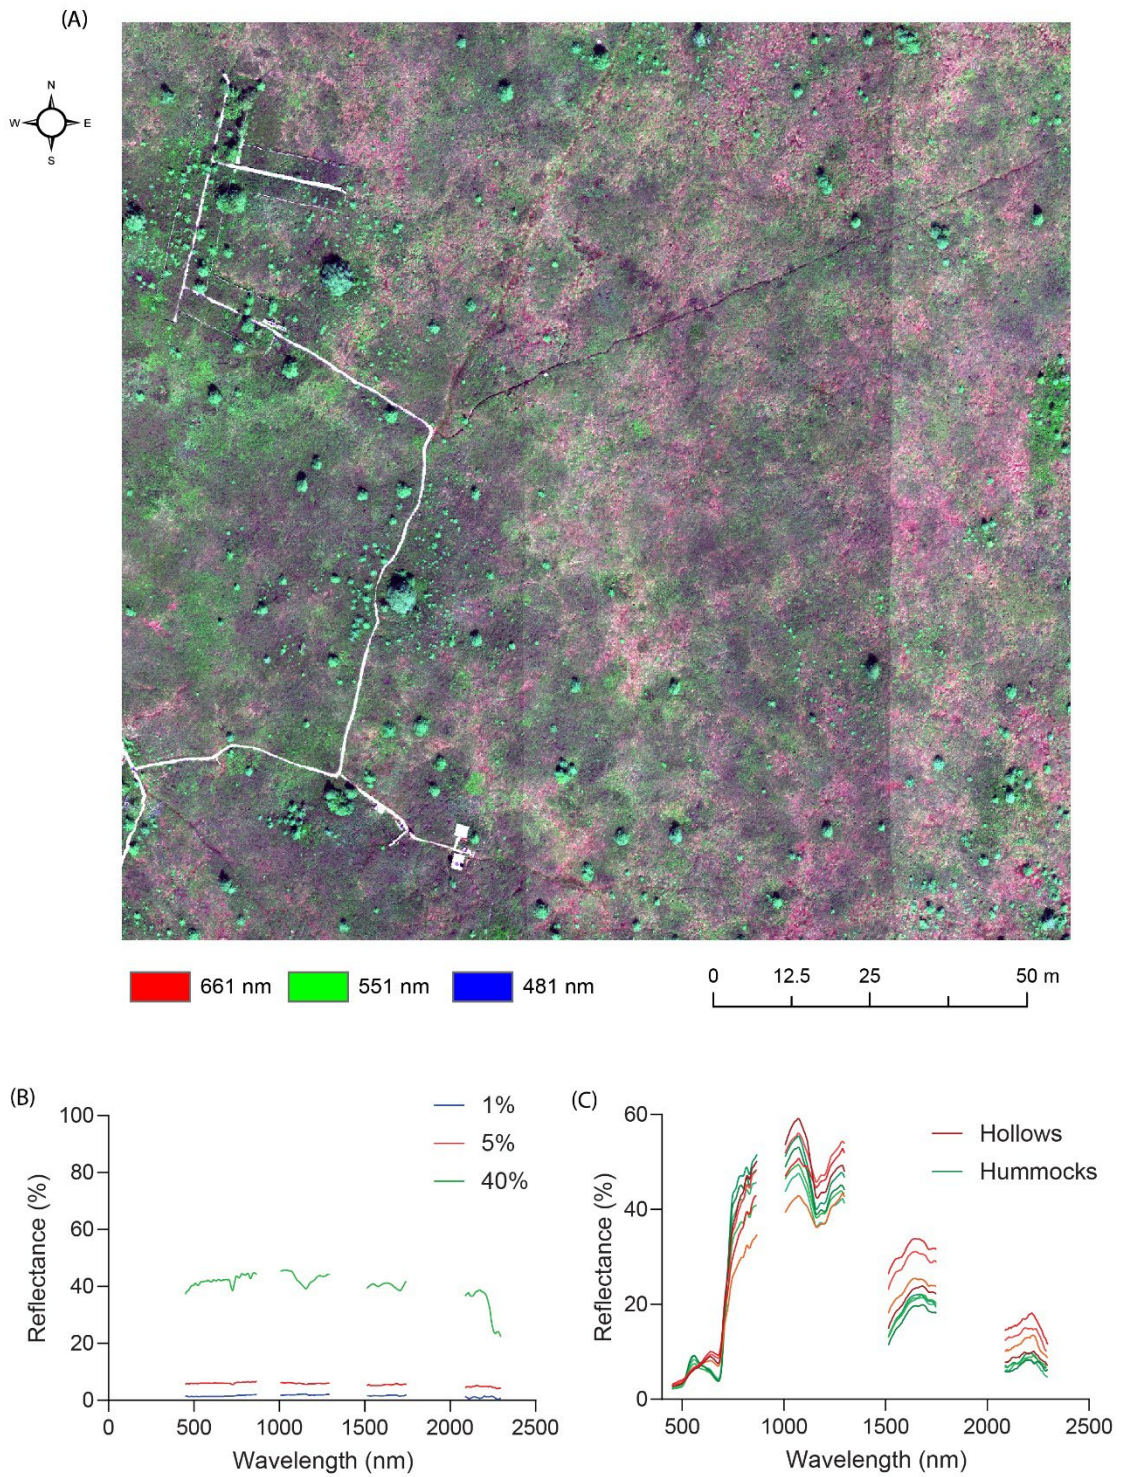 (A)
N
W E
S
661 nm 551 nm 481 nm
0 12.5 25 50 m
(B)
1%
5%
40%
100
80
60
40
20
0
Reflectance (%)
0 500 1000 1500 2000 2500
Wavelength (nm)
(C)
Hollows
Hummocks
60
40
20
0
Reflectance (%)
500 1000 1500 2000 2500
Wavelength (nm)